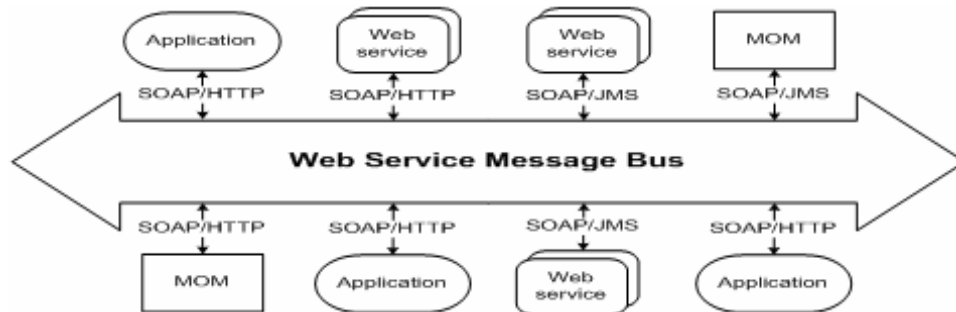 Application
Web
service
Web
service
MOM
SOAP/HTTP
SOAP/HTTP
SOAP/JMS
SOAP/JMS
Web Service Message Bus
SOAP/HTTP
SOAP/HTTP
SOAP/JMS
SOAP/HTTP
MOM
Application
Web
service
Application